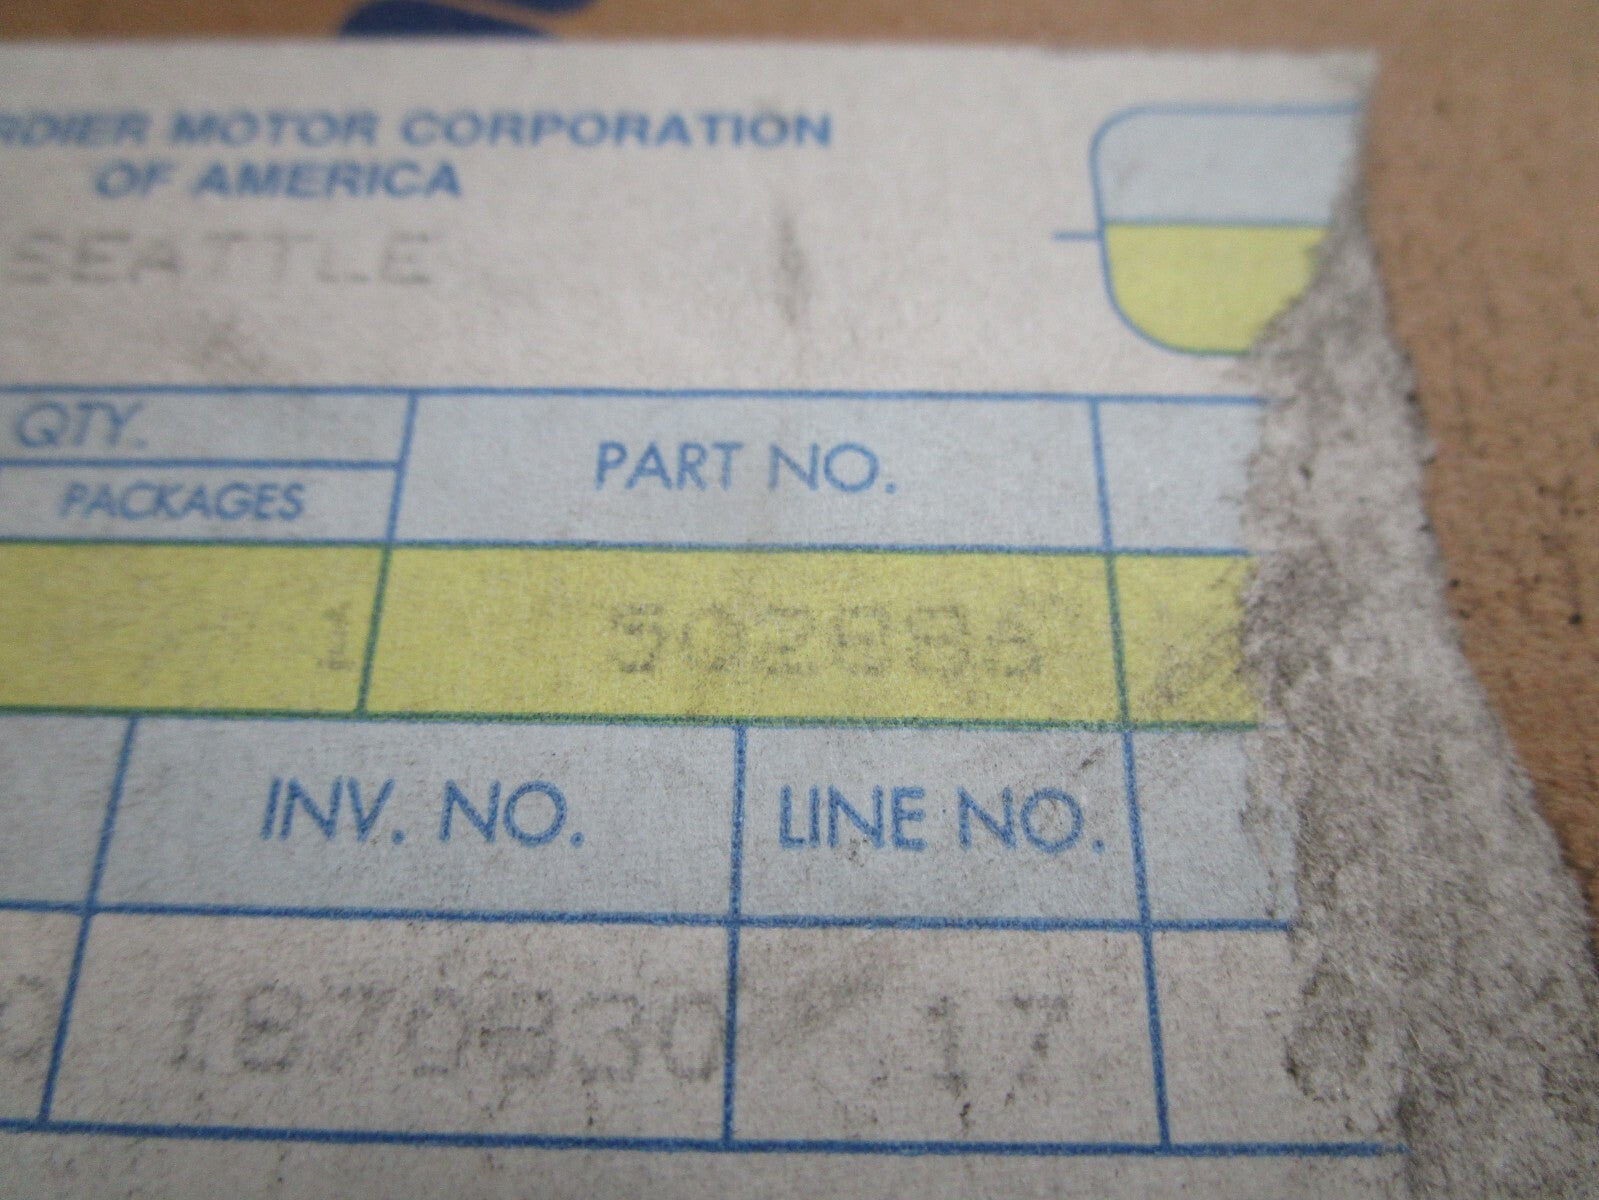 RDIER MOTOR CORPORATION
OF AMERICA
SEATTLE
QTY.
PACKAGES
PART NO.
1
INV. NO.
LINE NO.
17